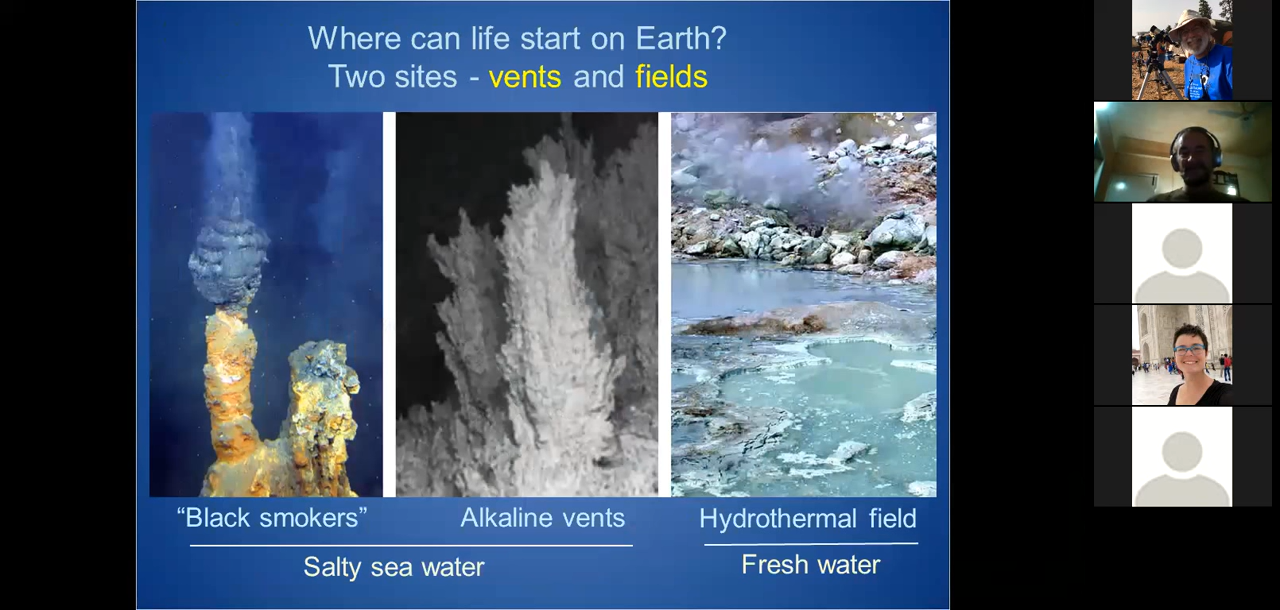 Where can life start on Earth?
Two sites - vents and fields
“Black smokers”
Alkaline vents
Hydrothermal field
Salty sea water
Fresh water